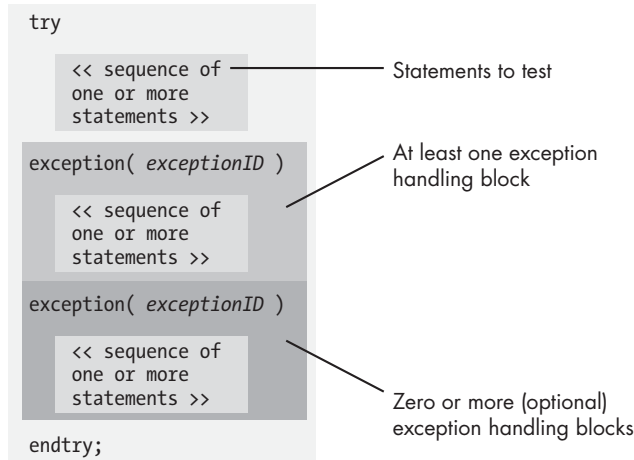 try
<< sequence of
one or more
statements >>
Statements to test
exception( exceptionID )
<< sequence of
one or more
statements >>
At least one exception
handling block
exception( exceptionID )
<< sequence of
one or more
statements >>
Zero or more (optional)
exception handling blocks
endtry;